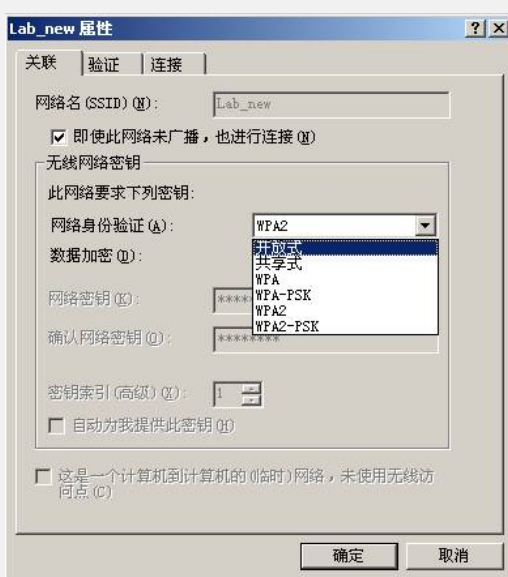 Lab_new 属性
关联 验证 连接
网络名(SSID)(N): Lab_new
即使此网络未广播，也进行连接(N)
无线网络密钥
此网络要求下列密钥:
网络身份验证(A): WPA2
数据加密(D): 开放式
共享式
WPA
网络密钥(K): ***** WPA-PSK
WPA2
WPA2-PSK
确认网络密钥(O): ********
密钥索引(高级)(X): 1
自动为我提供此密钥(H)
这是一个计算机到计算机的(临时)网络，未使用无线访
问点(C)
确定 取消